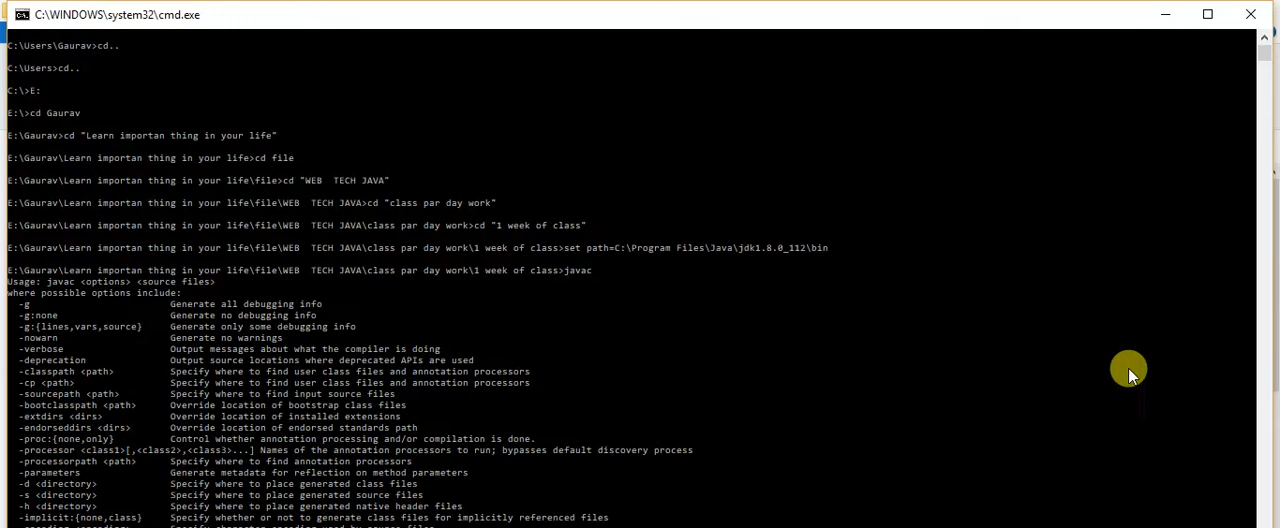 C:\WINDOWS\system32\cmd.exe
C:\Users\Gaurav>cd..
C:\Users>cd..
C:\>E:
E:\>cd Gaurav
E:\Gaurav>cd "Learn importan thing in your life"
E:\Gaurav\Learn importan thing in your life>cd file
E:\Gaurav\Learn importan thing in your life\file>cd "WEB  TECH JAVA"
E:\Gaurav\Learn importan thing in your life\file\WEB  TECH JAVA>cd "class par day work"
E:\Gaurav\Learn importan thing in your life\file\WEB  TECH JAVA\class par day work>cd "1 week of class"
E:\Gaurav\Learn importan thing in your life\file\WEB  TECH JAVA\class par day work\1 week of class>set path=C:\Program Files\Java\jdk1.8.0_112\bin
E:\Gaurav\Learn importan thing in your life\file\WEB  TECH JAVA\class par day work\1 week of class>javac
Usage: javac <options> <source files>
where possible options include:
  -g                         Generate all debugging info
  -g:none                    Generate no debugging info
  -g:{lines,vars,source}     Generate only some debugging info
  -nowarn                    Generate no warnings
  -verbose                   Output messages about what the compiler is doing
  -deprecation               Output source locations where deprecated APIs are used
  -classpath <path>          Specify where to find user class files and annotation processors
  -cp <path>                 Specify where to find user class files and annotation processors
  -sourcepath <path>         Specify where to find input source files
  -bootclasspath <path>      Override location of bootstrap class files
  -extdirs <dirs>            Override location of installed extensions
  -endorseddirs <dirs>       Override location of endorsed standards path
  -proc:{none,only}          Control whether annotation processing and/or compilation is done.
  -processor <class1>[,<class2>,<class3>...] Names of the annotation processors to run; bypasses default discovery process
  -processorpath <path>      Specify where to find annotation processors
  -parameters                Generate metadata for reflection on method parameters
  -d <directory>             Specify where to place generated class files
  -s <directory>             Specify where to place generated source files
  -h <directory>             Specify where to place generated native header files
  -implicit:{none,class}     Specify whether or not to generate class files for implicitly referenced files